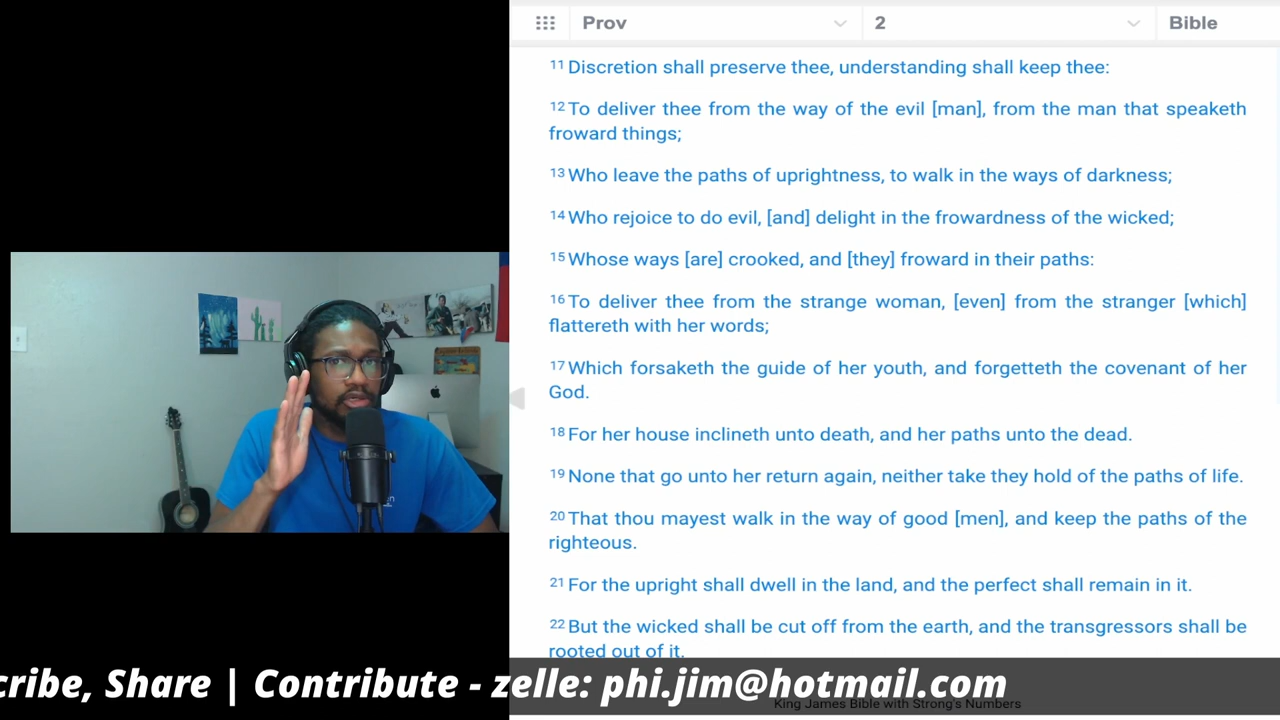 Prov 2 Bible
11 Discretion shall preserve thee, understanding shall keep thee:
12 To deliver thee from the way of the evil [man], from the man that speaketh
froward things;
13 Who leave the paths of uprightness, to walk in the ways of darkness;
14 Who rejoice to do evil, [and] delight in the frowardness of the wicked;
15 Whose ways [are] crooked, and [they] froward in their paths:
16 To deliver thee from the strange woman, [even] from the stranger [which]
flattereth with her words;
17 Which forsaketh the guide of her youth, and forgetteth the covenant of her
God.
18 For her house inclineth unto death, and her paths unto the dead.
19 None that go unto her return again, neither take they hold of the paths of life.
20 That thou mayest walk in the way of good [men], and keep the paths of the
righteous.
21 For the upright shall dwell in the land, and the perfect shall remain in it.
22 But the wicked shall be cut off from the earth, and the transgressors shall be
rooted out of it.
cribe, Share | Contribute - zelle: phi.jim@hotmail.com
King James Bible with Strong's Numbers